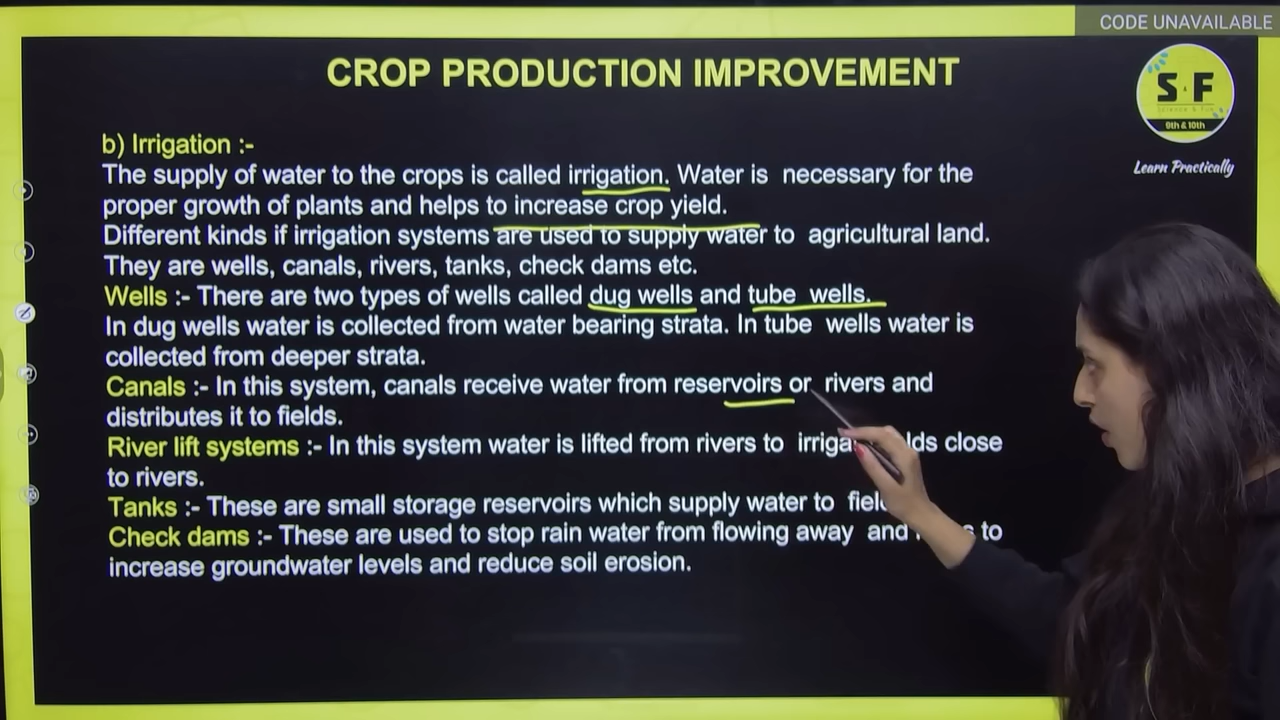 CODE UNAVAILABLE
CROP PRODUCTION IMPROVEMENT
S & F
Science & Fun
9th & 10th
Learn Practically
b) Irrigation :-
The supply of water to the crops is called irrigation. Water is necessary for the
proper growth of plants and helps to increase crop yield.
Different kinds if irrigation systems are used to supply water to agricultural land.
They are wells, canals, rivers, tanks, check dams etc.
Wells :- There are two types of wells called dug wells and tube wells.
In dug wells water is collected from water bearing strata. In tube wells water is
collected from deeper strata.
Canals :- In this system, canals receive water from reservoirs or rivers and
distributes it to fields.
River lift systems :- In this system water is lifted from rivers to close
to rivers.
Tanks :- These are small storage reservoirs which supply water to
Check dams :- These are used to stop rain water from flowing away and to
increase groundwater levels and reduce soil erosion.